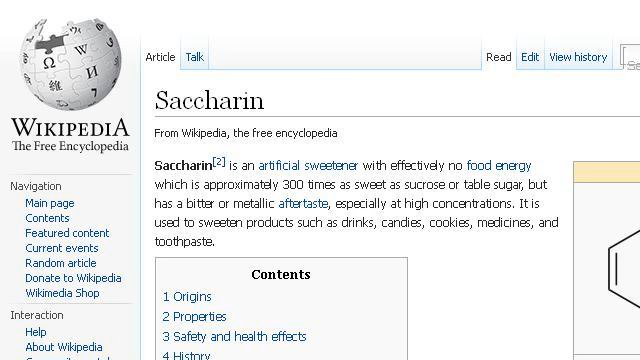 WIKIPEDIA
The Free Encyclopedia
Navigation
Main page
Contents
Featured content
Current events
Random article
Donate to Wikipedia
Wikimedia Shop
Interaction
Help
About Wikipedia
Article Talk
Read Edit View history
Saccharin
From Wikipedia, the free encyclopedia
Saccharin[2] is an artificial sweetener with effectively no food energy
which is approximately 300 times as sweet as sucrose or table sugar, but
has a bitter or metallic aftertaste, especially at high concentrations. It is
used to sweeten products such as drinks, candies, cookies, medicines, and
toothpaste.
Contents
1 Origins
2 Properties
3 Safety and health effects
4 History